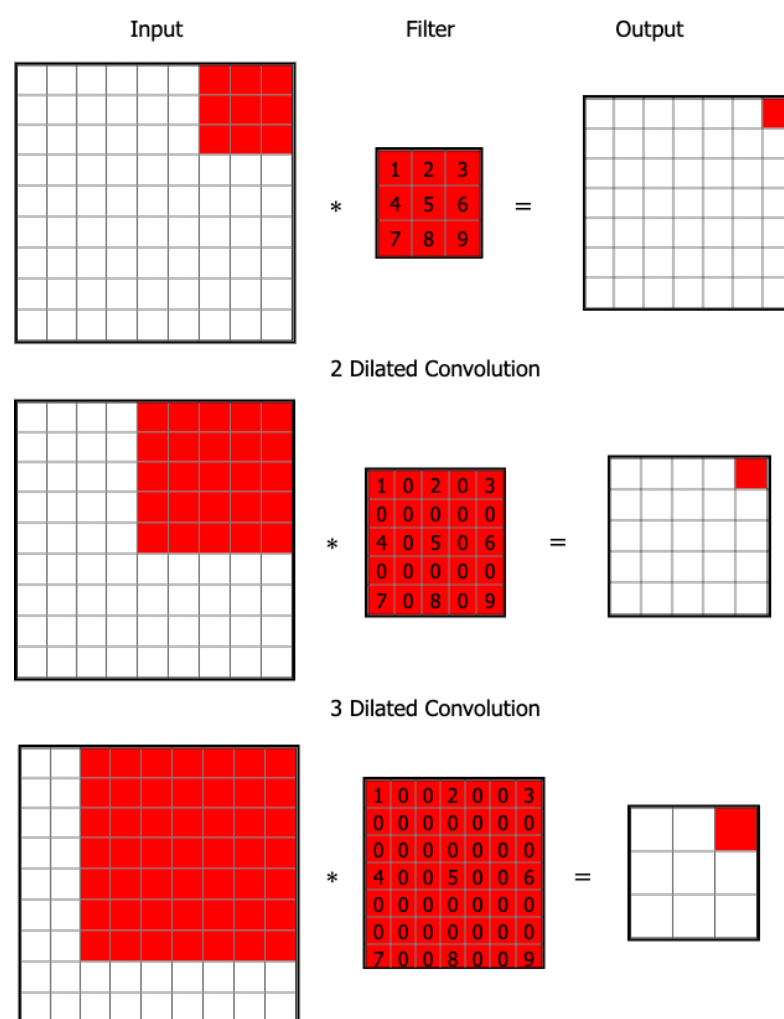 Input Filter Output
1 2 3
4 5 6
7 8 9
* =
2 Dilated Convolution
1 0 2 0 3
0 0 0 0 0
4 0 5 0 6
0 0 0 0 0
7 0 8 0 9
* =
3 Dilated Convolution
1 0 0 2 0 0 3
0 0 0 0 0 0 0
0 0 0 0 0 0 0
4 0 0 5 0 0 6
0 0 0 0 0 0 0
0 0 0 0 0 0 0
7 0 0 8 0 0 9
* =